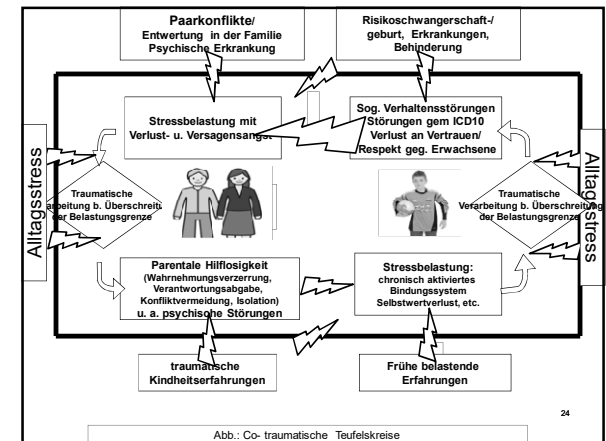 Paarkonflikte/
Entwertung in der Familie
Psychische Erkrankung
Risikoschwangerschaft-/
geburt, Erkrankungen,
Behinderung
Stressbelastung mit
Verlust- u. Versagensangst
Sog. Verhaltensstörungen
Störungen gem ICD10
Verlust an Vertrauen/
Respekt geg. Erwachsene
Alltagsstress
Traumatische
arbeitung b. Überschreitu
der Belastungsgrenze
Traumatische
Verarbeitung b. Überschreitung
der Belastungsgrenze
Alltagsstress
Parentale Hilflosigkeit
(Wahrnehmungsverzerrung,
Verantwortungsabgabe,
Konfliktvermeidung, Isolation)
u. a. psychische Störungen
Stressbelastung:
chronisch aktiviertes
Bindungssystem
Selbstwertverlust, etc.
traumatische
Kindheitserfahrungen
Frühe belastende
Erfahrungen
24
Abb.: Co- traumatische Teufelskreise